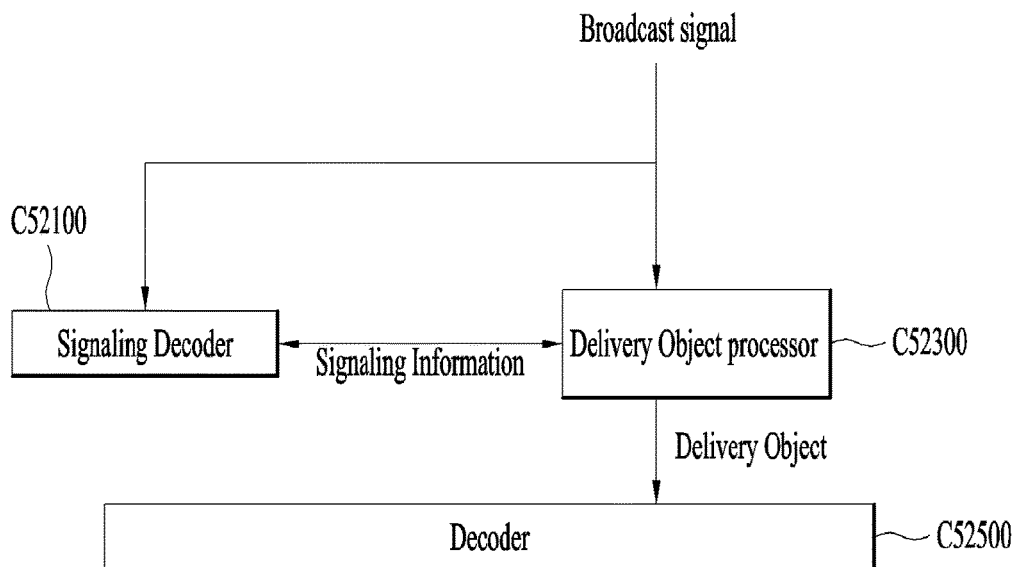 Broadcast signal
C52100
Signaling Decoder
Signaling Information
Delivery Object processor
C52300
Delivery Object
Decoder
C52500